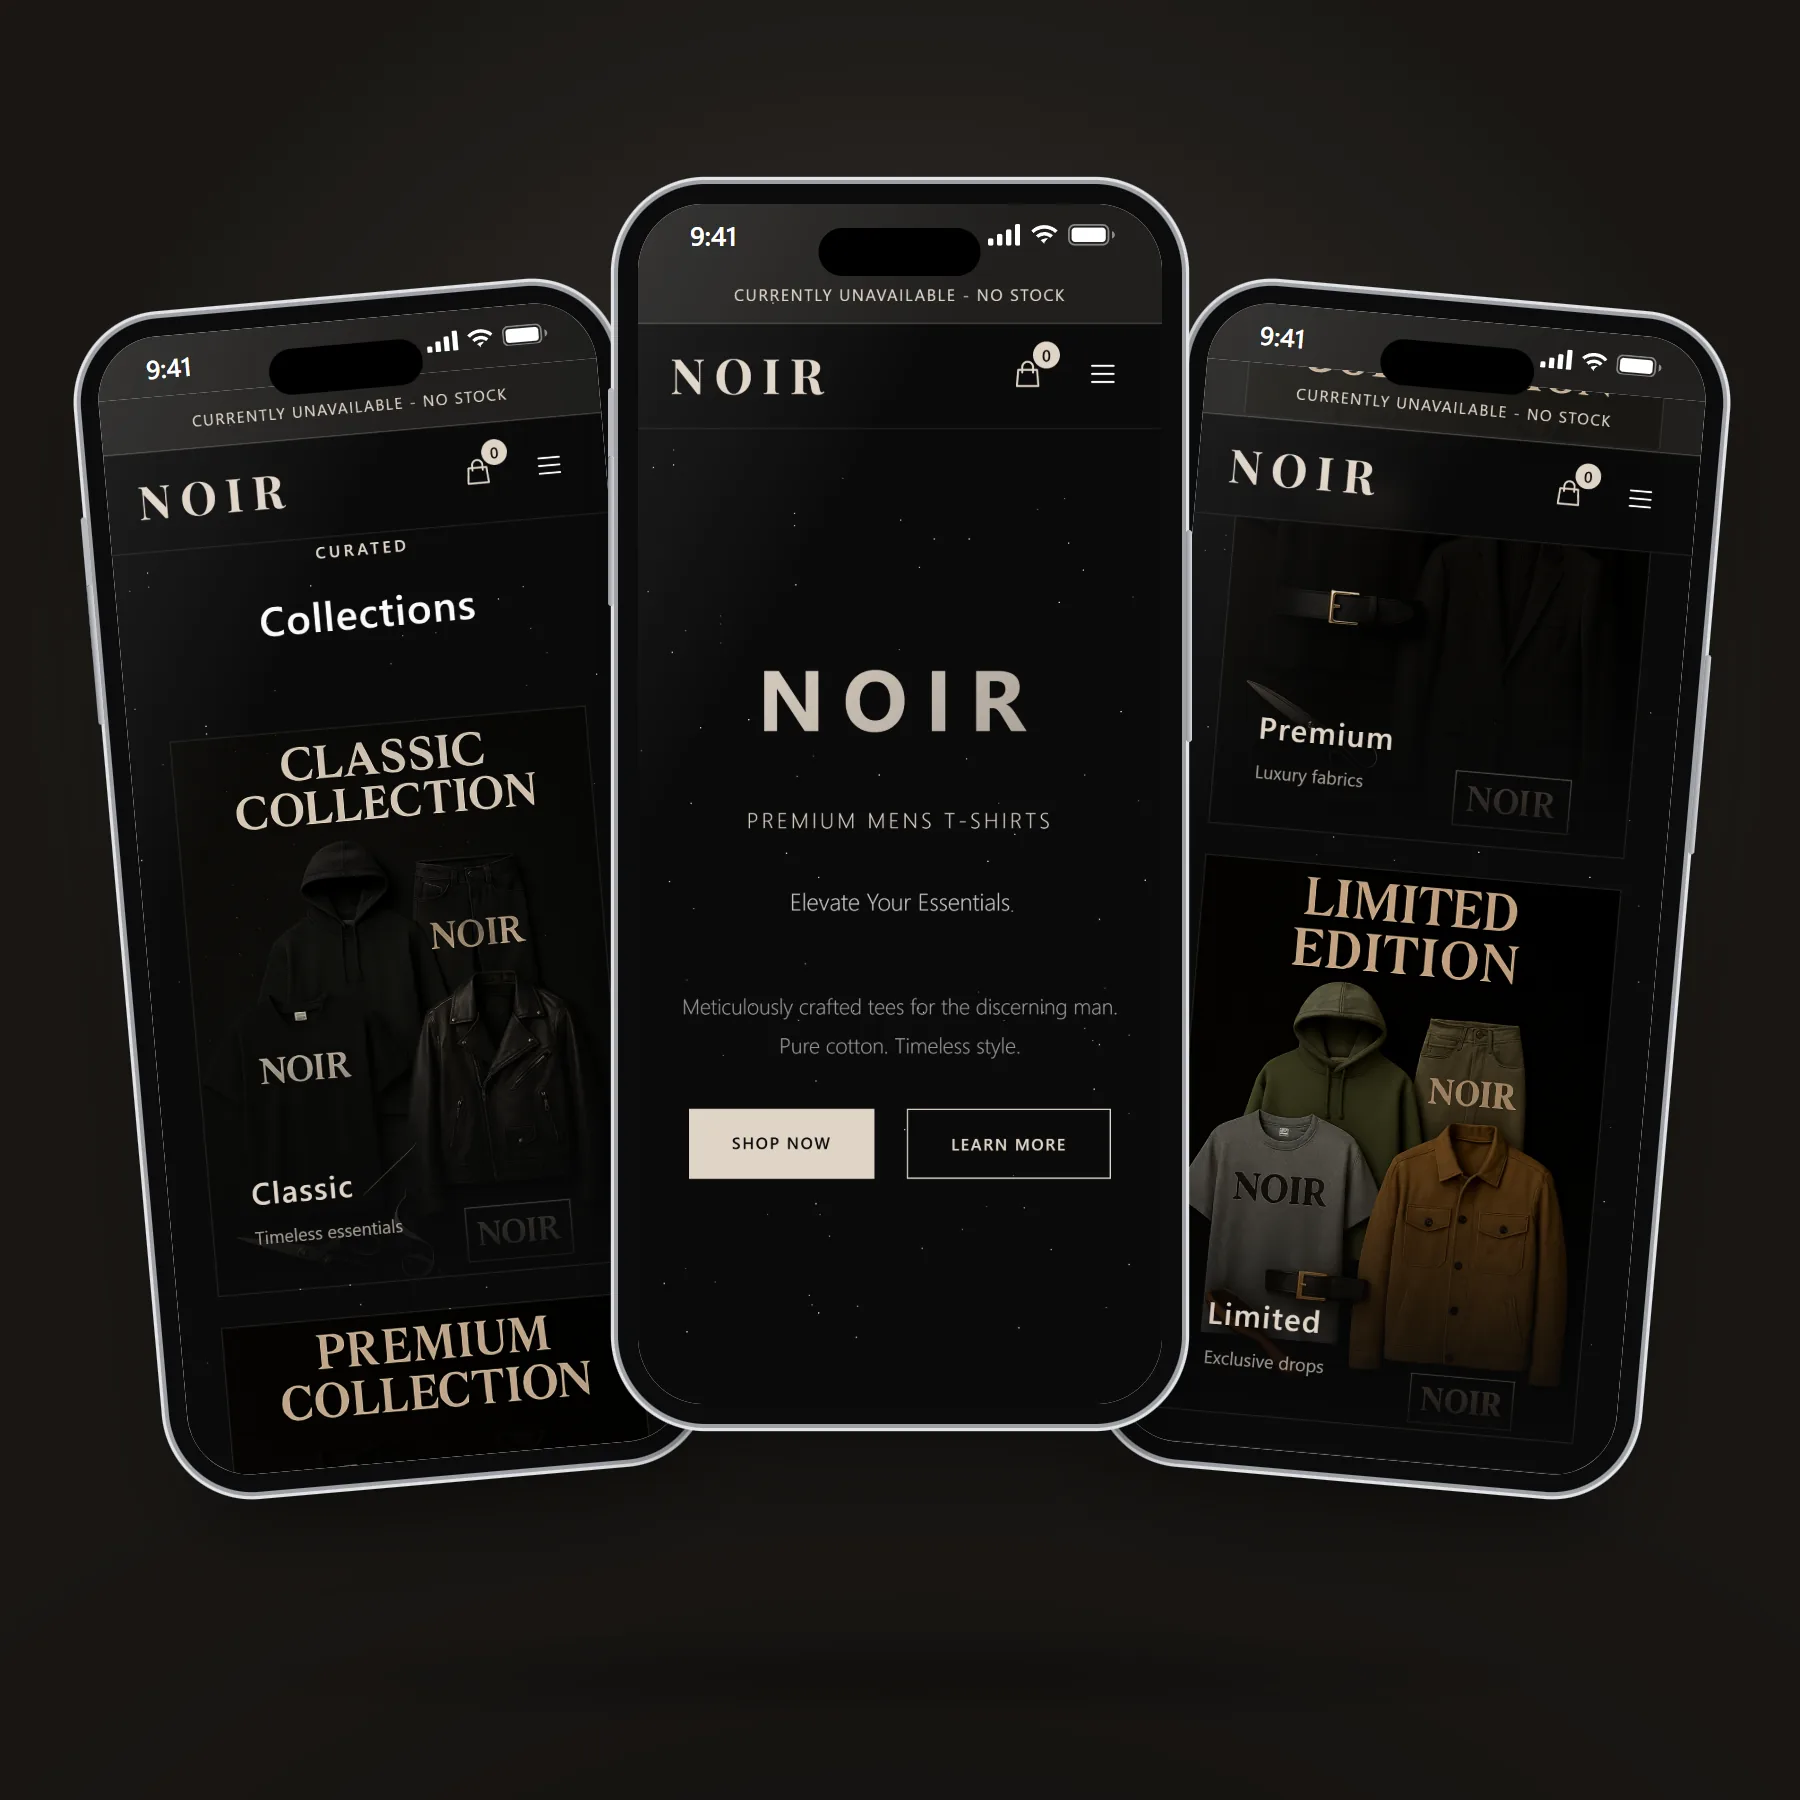 9:41
CURRENTLY UNAVAILABLE - NO STOCK
NOIR
0
CURATED
Collections
CLASSIC
COLLECTION
NOIR
NOIR
Classic
Timeless essentials
NOIR
PREMIUM
COLLECTION
9:41
CURRENTLY UNAVAILABLE - NO STOCK
NOIR
0
NOIR
PREMIUM MENS T-SHIRTS
Elevate Your Essentials.
Meticulously crafted tees for the discerning man.
Pure cotton. Timeless style.
SHOP NOW
LEARN MORE
9:41
CURRENTLY UNAVAILABLE - NO STOCK
NOIR
0
Premium
Luxury fabrics
NOIR
LIMITED
EDITION
NOIR
NOIR
Limited
Exclusive drops
NOIR